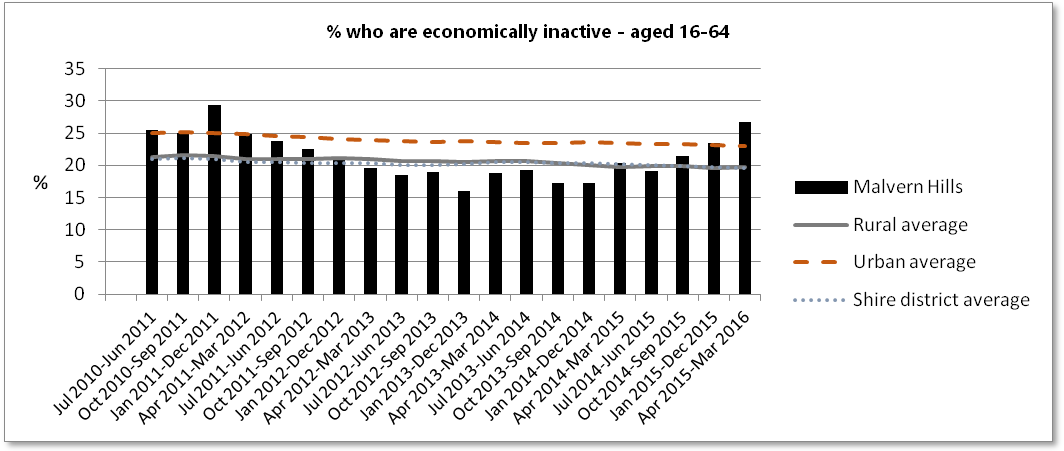 % who are economically inactive - aged 16-64
35
30
25
20
15
10
5
0
%
Jul 2010-Jun 2011
Oct 2010-Sep 2011
Jan 2011-Dec 2011
Apr 2011-Mar 2012
Jul 2011-Jun 2012
Oct 2011-Sep 2012
Jan 2012-Dec 2012
Apr 2012-Mar 2013
Jul 2012-Jun 2013
Oct 2012-Sep 2013
Jan 2013-Dec 2013
Apr 2013-Mar 2014
Jul 2013-Jun 2014
Oct 2013-Sep 2014
Jan 2014-Dec 2014
Apr 2014-Mar 2015
Jul 2014-Jun 2015
Oct 2014-Sep 2015
Jan 2015-Dec 2015
Apr 2015-Mar 2016
Malvern Hills
Rural average
Urban average
Shire district average